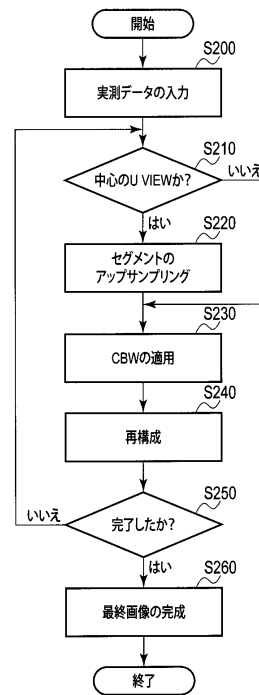 開始
S200
実測データの入力
S210
中心のU VIEWか?
いいえ
はい
S220
セグメントの
アップサンプリング
S230
CBWの適用
S240
再構成
S250
完了したか?
いいえ
はい
S260
最終画像の完成
終了